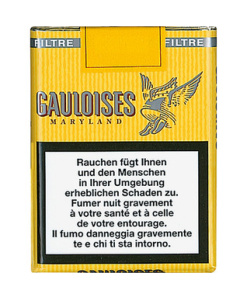 FILTRE FILTRE
GAULOISES
MARYLAND
Rauchen fügt Ihnen
und den Menschen
in Ihrer Umgebung
erheblichen Schaden zu.
Fumer nuit gravement
à votre santé et à celle
de votre entourage.
Il fumo danneggia gravemente
te e chi ti sta intorno.
GAULOISES